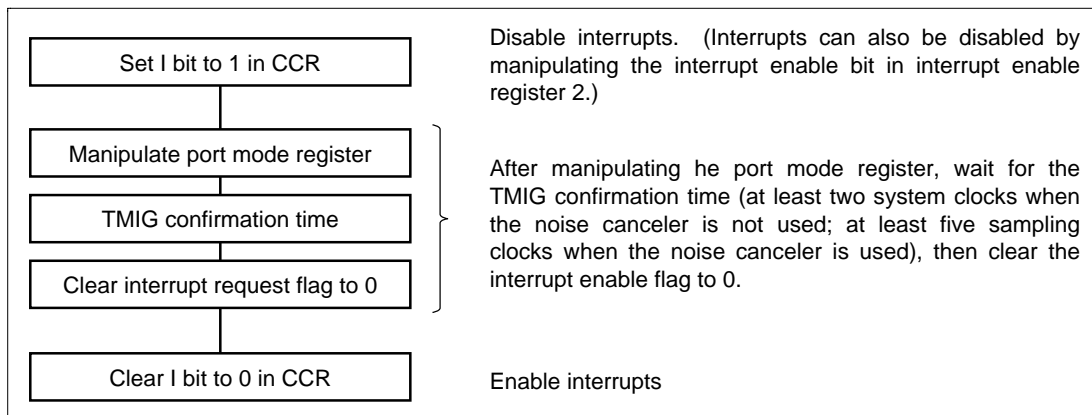 Set I bit to 1 in CCR
Disable interrupts. (Interrupts can also be disabled by
manipulating the interrupt enable bit in interrupt enable
register 2.)
Manipulate port mode register
TMIG confirmation time
Clear interrupt request flag to 0
After manipulating he port mode register, wait for the
TMIG confirmation time (at least two system clocks when
the noise canceler is not used; at least five sampling
clocks when the noise canceler is used), then clear the
interrupt enable flag to 0.
Clear I bit to 0 in CCR
Enable interrupts